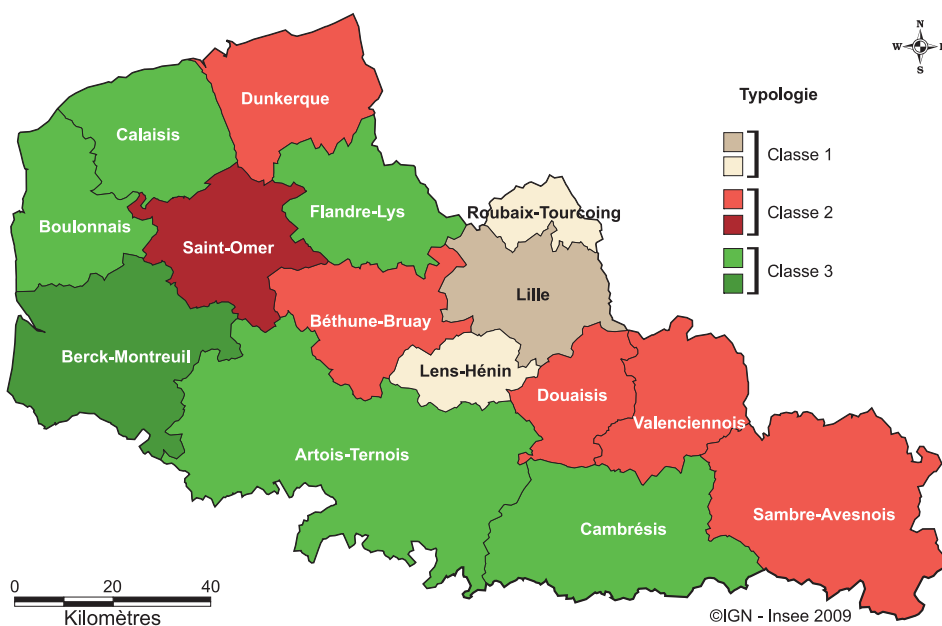 N
W
E
S
Dunkerque
Typologie
Calaisis
Classe 1
Flandre-Lys
Roubaix-Tourcoing
Boulonnais
Classe 2
Saint-Omer
Classe 3
Lille
Béthune-Bruay
Berck-Montreuil
Lens-Hénin
Douaisis
Valenciennois
Artois-Ternois
Sambre-Avesnois
Cambrésis
0 20 40
Kilomètres
©IGN - Insee 2009